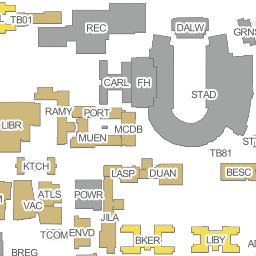 L
TB01
REC
DALW
GRNS
CARL
FH
STAD
RAMY
PORT
LIBR
MCDB
MUEN
ST
TB81
KTCH
LASP
DUAN
BESC
ATLS
POWR
VAC
JILA
TCOM
ENVD
BKER
LIBY
AD
BREG